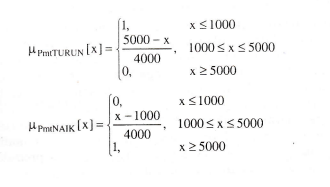 μPmtTURUN [x] = { 1, x ≤ 1000
5000 − x / 4000, 1000 ≤ x ≤ 5000
0, x ≥ 5000
μPmtNAIK [x] = { 0, x ≤ 1000
x − 1000 / 4000, 1000 ≤ x ≤ 5000
1, x ≥ 5000